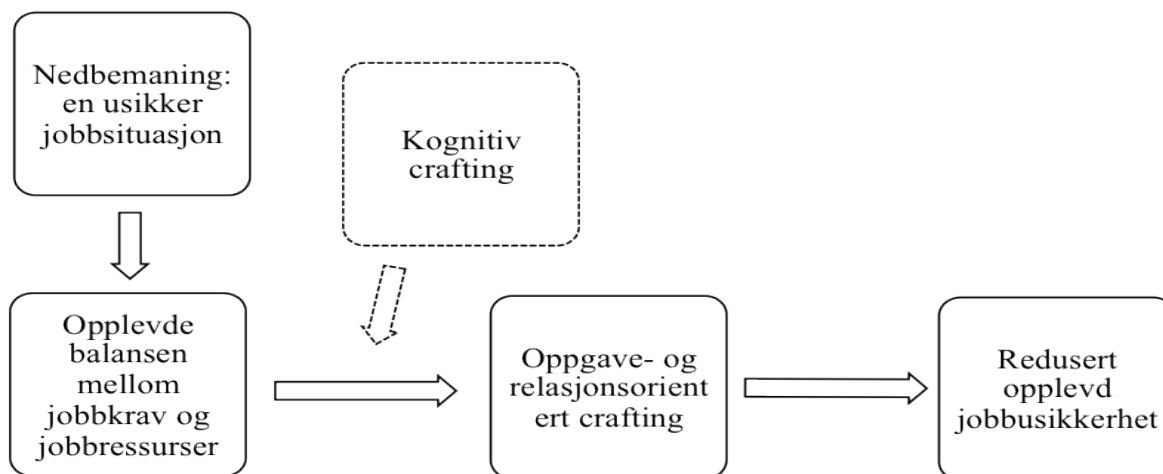 Nedbemaning:
en usikker
jobbsituasjon
Kognitiv
crafting
Opplevde
balansen
mellom
jobbkrav og
jobbressurser
Oppgave- og
relasjonsorient
ert crafting
Redusert
opplevd
jobbusikkerhet